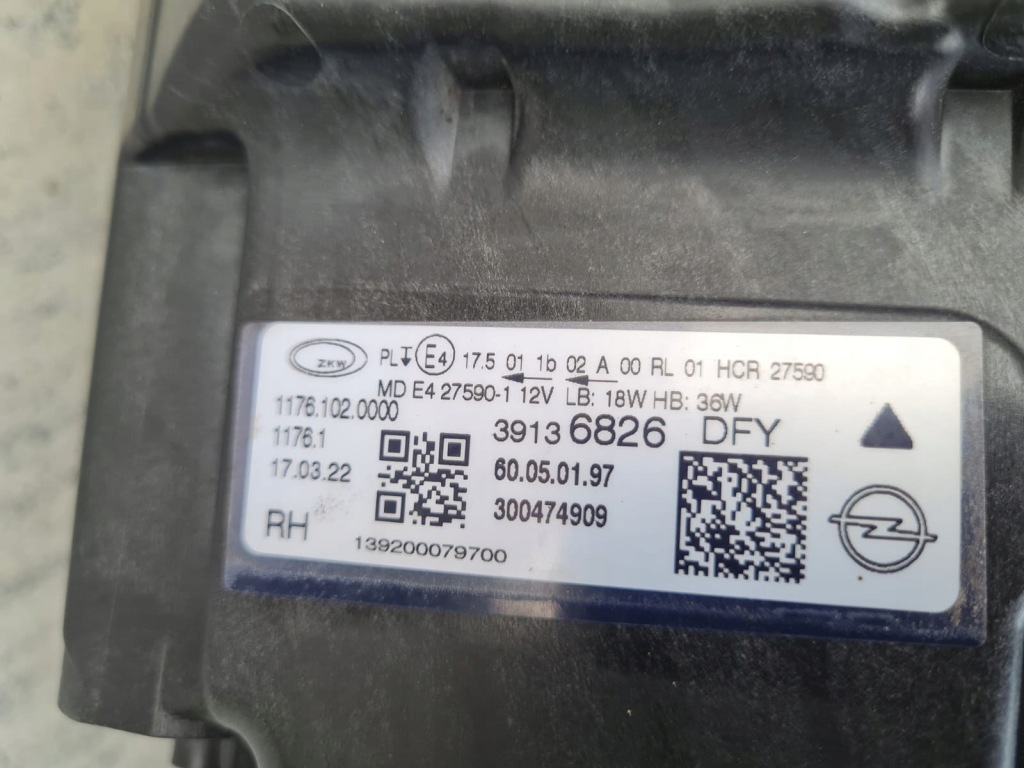 ZKW
PL E4 17.5 01 1b 02 A 00 RL 01 HCR 27590
MD E4 27590-1 12V LB: 18W HB: 36W
1176.102.0000
39136826 DFY
1176.1
60.05.01.97
17.03.22
300474909
RH
139200079700